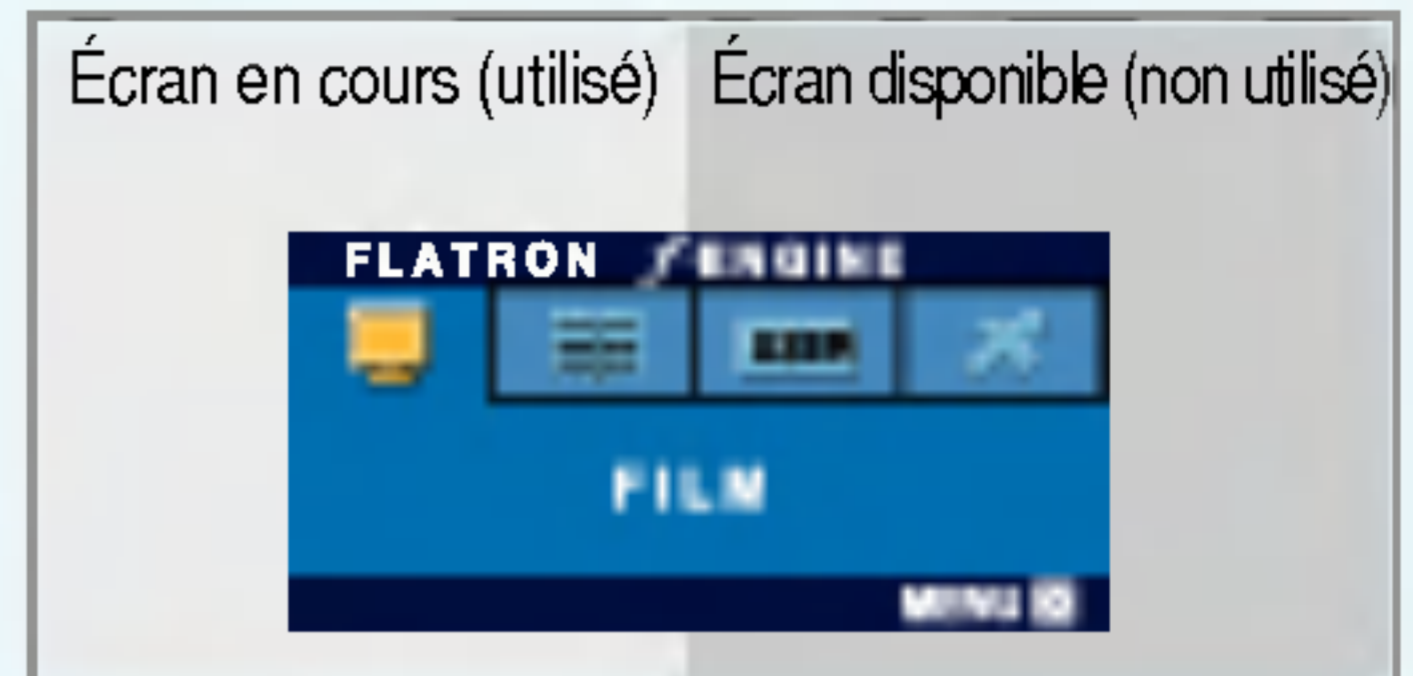 Écran en cours (utilisé) Écran disponible (non utilisé)
FLATRON f ENGINE
FILM
MENU